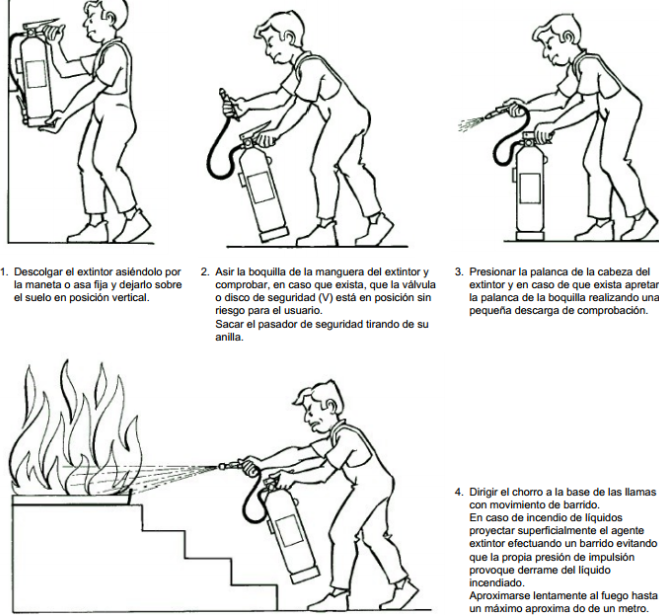 1. Descolgar el extintor asiéndolo por
la maneta o asa fija y dejarlo sobre
el suelo en posición vertical.
2. Asir la boquilla de la manguera del extintor y
comprobar, en caso que exista, que la válvula
o disco de seguridad (V) está en posición sin
riesgo para el usuario.
Sacar el pasador de seguridad tirando de su
anilla.
3. Presionar la palanca de la cabeza del
extintor y en caso de que exista apretar
la palanca de la boquilla realizando una
pequeña descarga de comprobación.
4. Dirigir el chorro a la base de las llamas
con movimiento de barrido.
En caso de incendio de líquidos
proyectar superficialmente el agente
extintor efectuando un barrido evitando
que la propia presión de impulsión
provoque derrame del líquido
incendiado.
Aproximarse lentamente al fuego hasta
un máximo aproxima do de un metro.